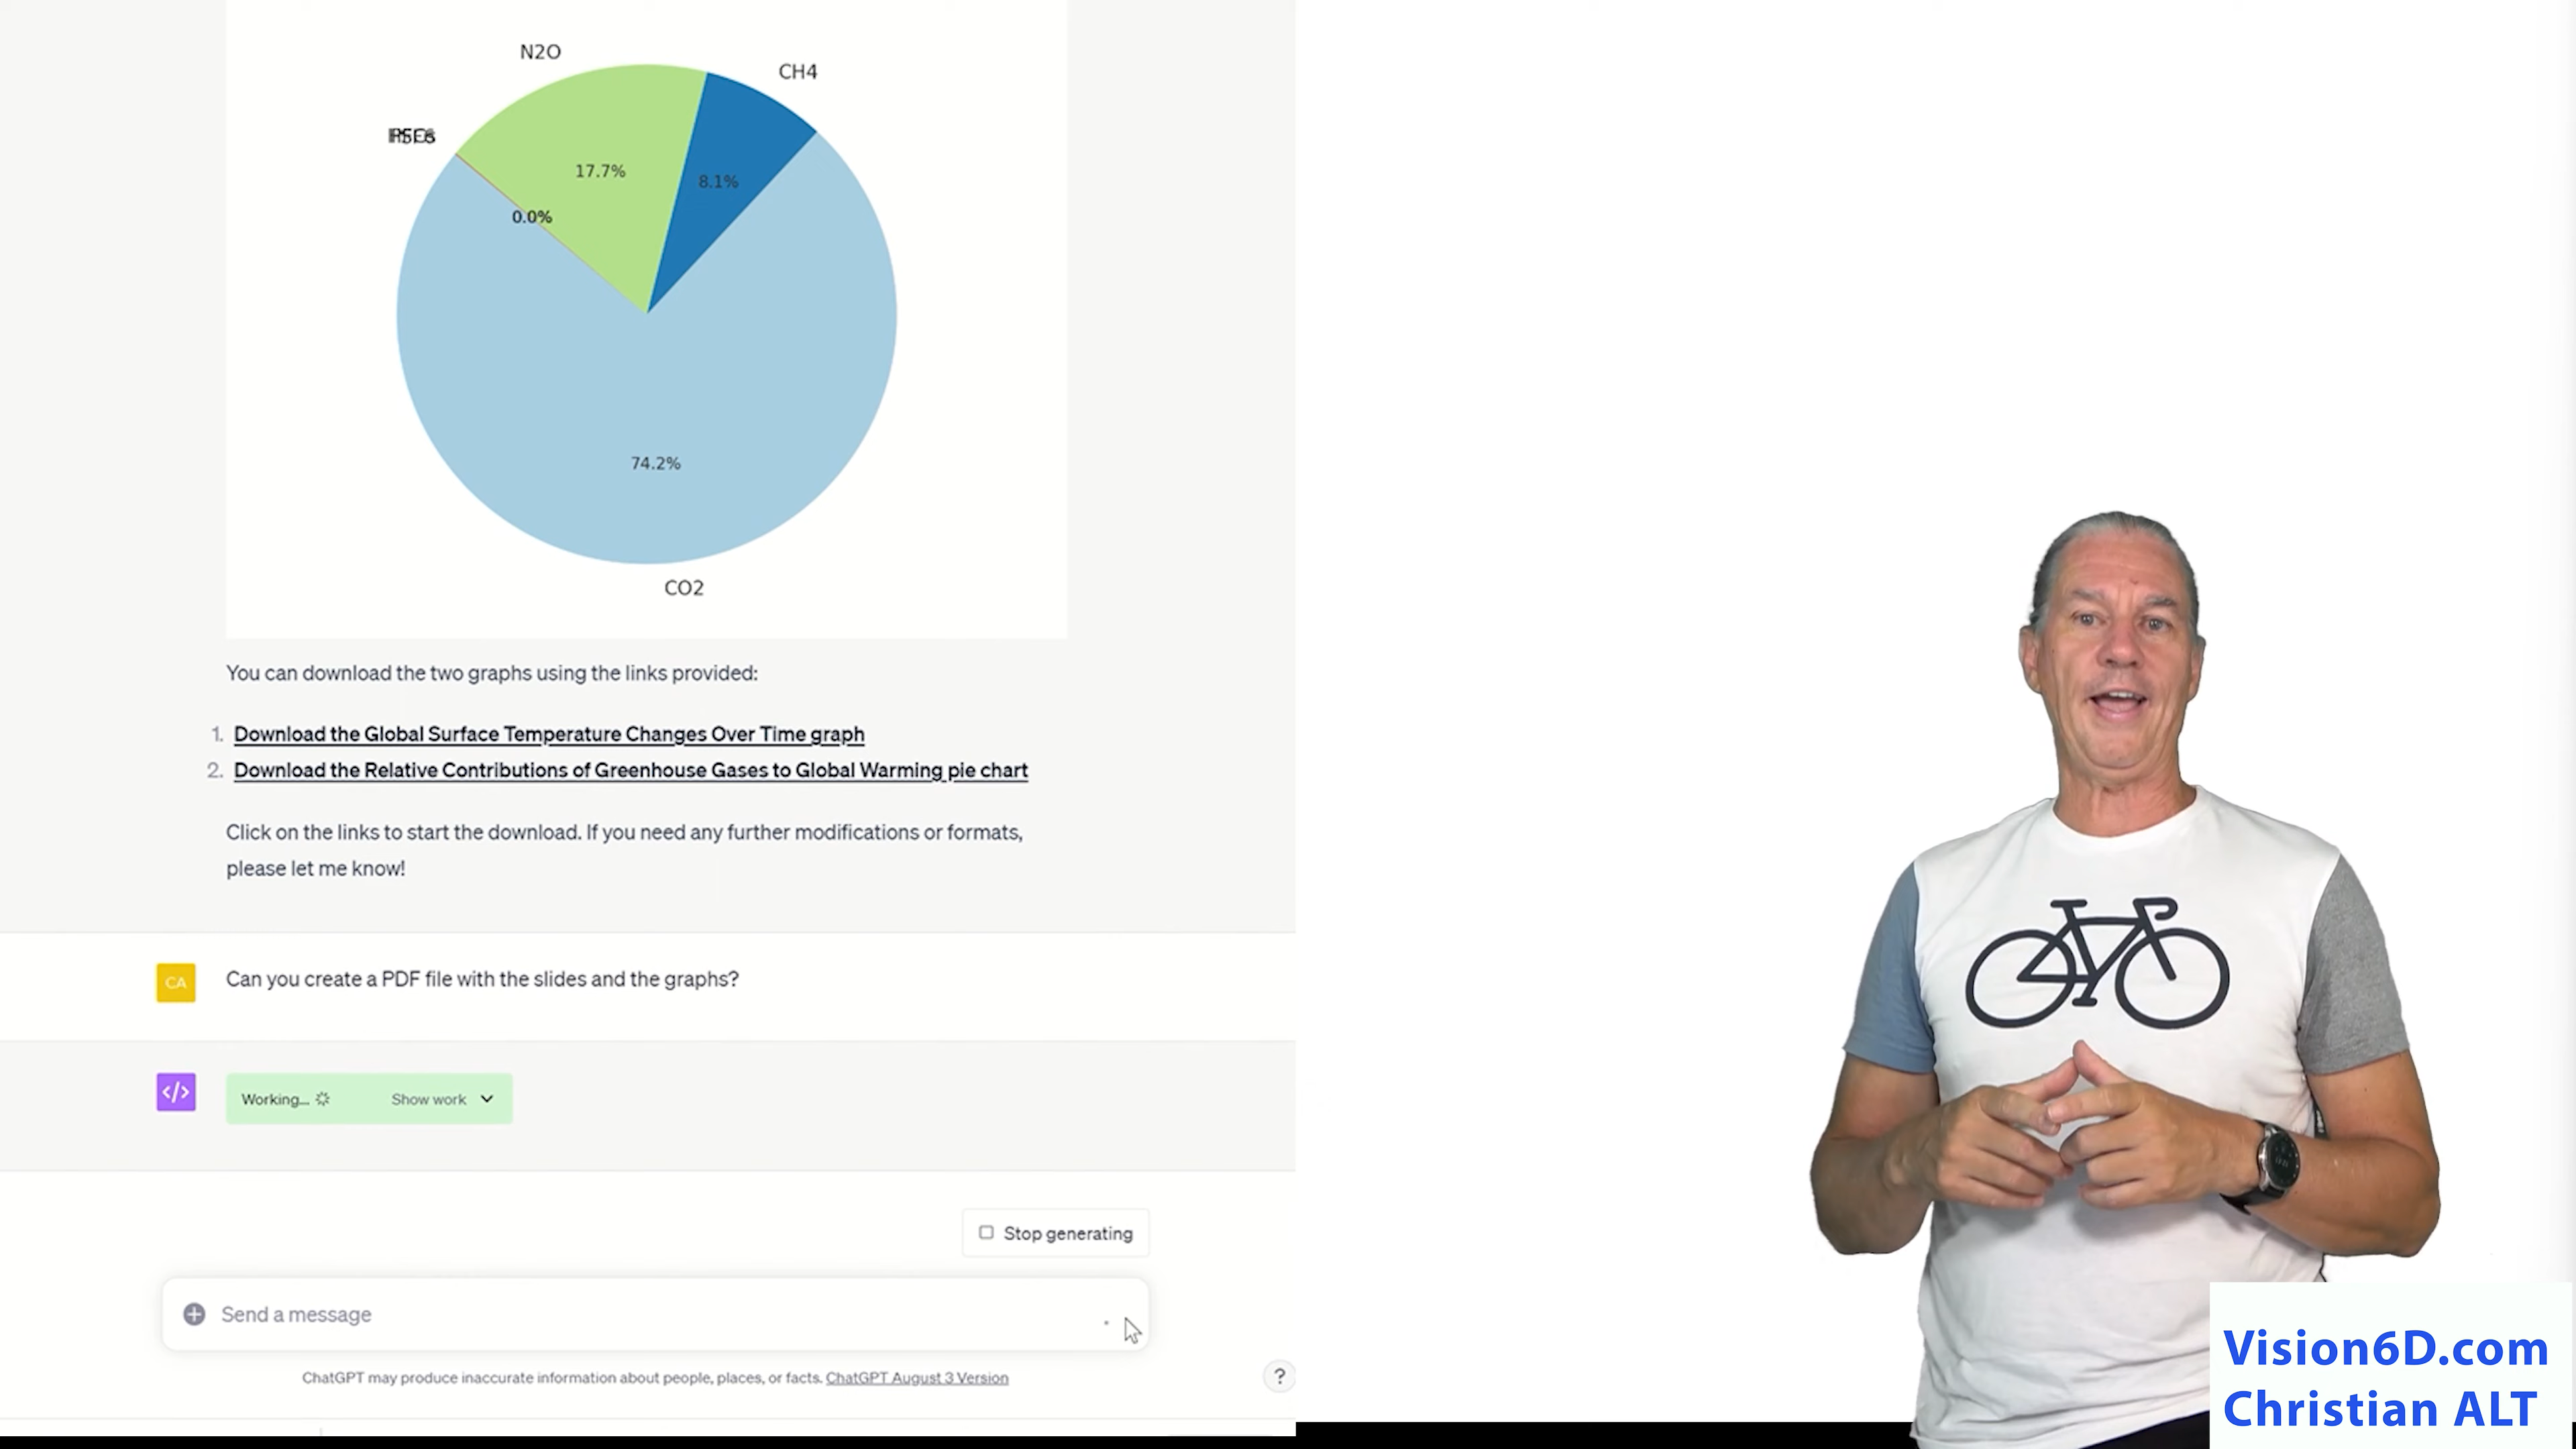 N2O
CH4
17.7%
8.1%
0.0%
74.2%
CO2
You can download the two graphs using the links provided:
1. Download the Global Surface Temperature Changes Over Time graph
2. Download the Relative Contributions of Greenhouse Gases to Global Warming pie chart
Click on the links to start the download. If you need any further modifications or formats,
please let me know!
CA
Can you create a PDF file with the slides and the graphs?
</>
Working...
Show work
Stop generating
Send a message
ChatGPT may produce inaccurate information about people, places, or facts. ChatGPT August 3 Version
?
Vision6D.com
Christian ALT